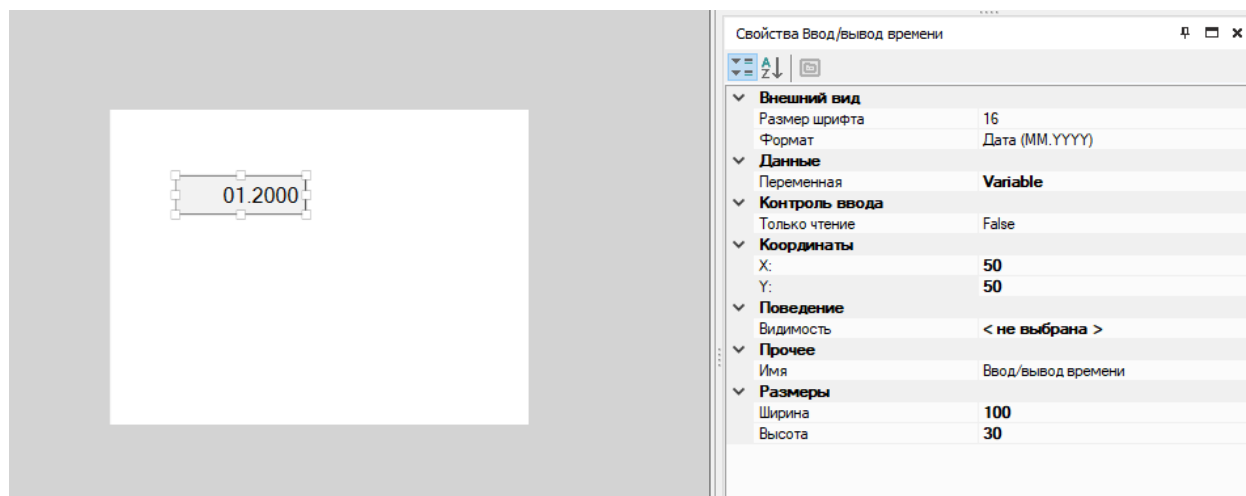 01.2000
Свойства Ввод/вывод времени
Внешний вид
Размер шрифта 16
Формат Дата (MM.YYYY)
Данные
Переменная Variable
Контроль ввода
Только чтение False
Координаты
X: 50
Y: 50
Поведение
Видимость < не выбрана >
Прочее
Имя Ввод/вывод времени
Размеры
Ширина 100
Высота 30